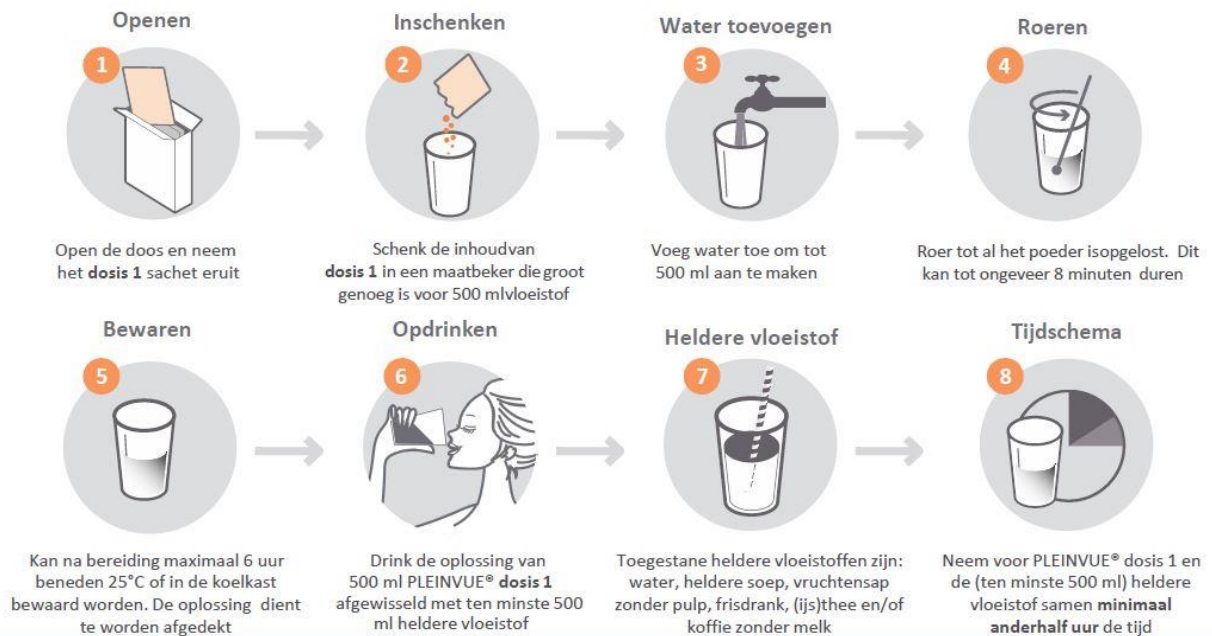 Openen
1
Open de doos en neem
het dosis 1 sachet eruit
Inschenken
2
Schenk de inhoudvan
dosis 1 in een maatbeker die groot
genoeg is voor 500 mlvloeistof
Water toevoegen
3
Voeg water toe om tot
500 ml aan te maken
Roeren
4
Roer tot al het poeder isopgelost. Dit
kan tot ongeveer 8 minuten duren
Bewaren
5
Kan na bereiding maximaal 6 uur
beneden 25°C of in de koelkast
bewaard worden. De oplossing dient
te worden afgedekt
Opdrinken
6
Drink de oplossing van
500 ml PLEINVUE® dosis 1
afgewisseld met ten minste 500
ml heldere vloeistof
Heldere vloeistof
7
Toegestane heldere vloeistoffen zijn:
water, heldere soep, vruchtensap
zonder pulp, frisdrank, (ijs)thee en/of
koffie zonder melk
Tijdschema
8
Neem voor PLEINVUE® dosis 1 en
de (ten minste 500 ml) heldere
vloeistof samen minimaal
anderhalf uur de tijd